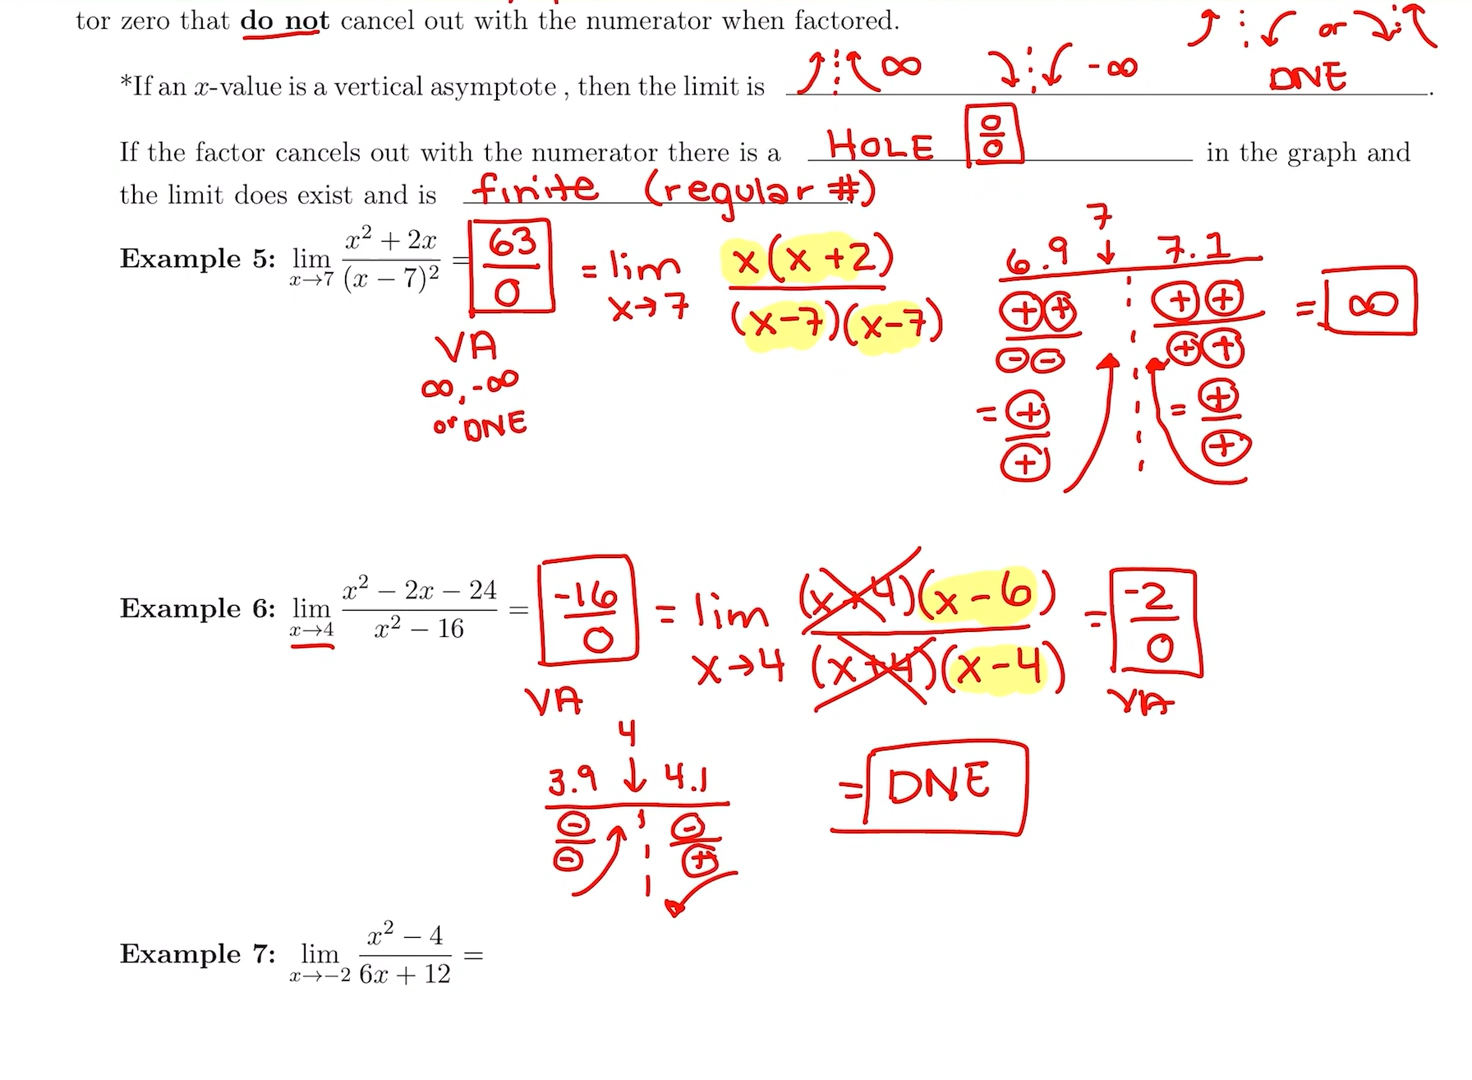 tor zero that do not cancel out with the numerator when factored.
or
*If an x-value is a vertical asymptote , then the limit is ∞ -∞ DNE .
If the factor cancels out with the numerator there is a HOLE 0/0 in the graph and
the limit does exist and is finite (regular #)
Example 5: lim x→7 (x² + 2x)/(x − 7)² = 63/0 = lim x→7 x(x+2)/((x-7)(x-7)) = ∞
7
6.9 ↓ 7.1
⊕⊕/⊖⊖ ⊕⊕/⊕⊕
= ⊕/⊕ = ⊕/⊕
VA
∞, -∞
or DNE
Example 6: lim x→4 (x² − 2x − 24)/(x² − 16) = -16/0 = lim x→4 ((x+4)(x-6))/((x+4)(x-4)) = -2/0
VA VA
4
3.9 ↓ 4.1 = DNE
⊖/⊖ ⊖/⊕
Example 7: lim x→−2 (x² − 4)/(6x + 12) =